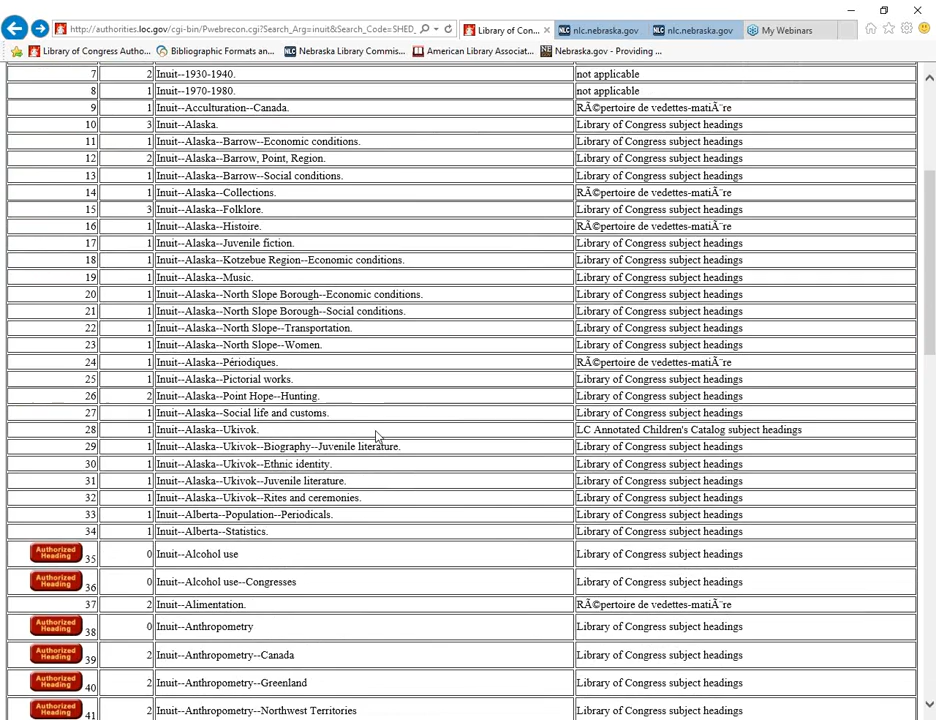 http://authorities.loc.gov/cgi-bin/Pwebrecon.cgi?Search_Arg=inuit&Search_Code=SHED_
Library of Con...
nlc.nebraska.gov
nlc.nebraska.gov
My Webinars
Library of Congress Autho...
Bibliographic Formats an...
Nebraska Library Commis...
American Library Associat...
Nebraska.gov - Providing ...
7 2 Inuit--1930-1940. not applicable
8 1 Inuit--1970-1980. not applicable
9 1 Inuit--Acculturation--Canada. RÃ©pertoire de vedettes-matiÃ¨re
10 3 Inuit--Alaska. Library of Congress subject headings
11 1 Inuit--Alaska--Barrow--Economic conditions. Library of Congress subject headings
12 2 Inuit--Alaska--Barrow, Point, Region. Library of Congress subject headings
13 1 Inuit--Alaska--Barrow--Social conditions. Library of Congress subject headings
14 1 Inuit--Alaska--Collections. RÃ©pertoire de vedettes-matiÃ¨re
15 3 Inuit--Alaska--Folklore. Library of Congress subject headings
16 1 Inuit--Alaska--Histoire. RÃ©pertoire de vedettes-matiÃ¨re
17 1 Inuit--Alaska--Juvenile fiction. Library of Congress subject headings
18 1 Inuit--Alaska--Kotzebue Region--Economic conditions. Library of Congress subject headings
19 1 Inuit--Alaska--Music. Library of Congress subject headings
20 1 Inuit--Alaska--North Slope Borough--Economic conditions. Library of Congress subject headings
21 1 Inuit--Alaska--North Slope Borough--Social conditions. Library of Congress subject headings
22 1 Inuit--Alaska--North Slope--Transportation. Library of Congress subject headings
23 1 Inuit--Alaska--North Slope--Women. Library of Congress subject headings
24 1 Inuit--Alaska--Périodiques. RÃ©pertoire de vedettes-matiÃ¨re
25 1 Inuit--Alaska--Pictorial works. Library of Congress subject headings
26 2 Inuit--Alaska--Point Hope--Hunting. Library of Congress subject headings
27 1 Inuit--Alaska--Social life and customs. Library of Congress subject headings
28 1 Inuit--Alaska--Ukivok. LC Annotated Children's Catalog subject headings
29 1 Inuit--Alaska--Ukivok--Biography--Juvenile literature. Library of Congress subject headings
30 1 Inuit--Alaska--Ukivok--Ethnic identity. Library of Congress subject headings
31 1 Inuit--Alaska--Ukivok--Juvenile literature. Library of Congress subject headings
32 1 Inuit--Alaska--Ukivok--Rites and ceremonies. Library of Congress subject headings
33 1 Inuit--Alberta--Population--Periodicals. Library of Congress subject headings
34 1 Inuit--Alberta--Statistics. Library of Congress subject headings
Authorized Heading 35 0 Inuit--Alcohol use Library of Congress subject headings
Authorized Heading 36 0 Inuit--Alcohol use--Congresses Library of Congress subject headings
37 2 Inuit--Alimentation. RÃ©pertoire de vedettes-matiÃ¨re
Authorized Heading 38 0 Inuit--Anthropometry Library of Congress subject headings
Authorized Heading 39 2 Inuit--Anthropometry--Canada Library of Congress subject headings
Authorized Heading 40 2 Inuit--Anthropometry--Greenland Library of Congress subject headings
Authorized Heading 41 2 Inuit--Anthropometry--Northwest Territories Library of Congress subject headings